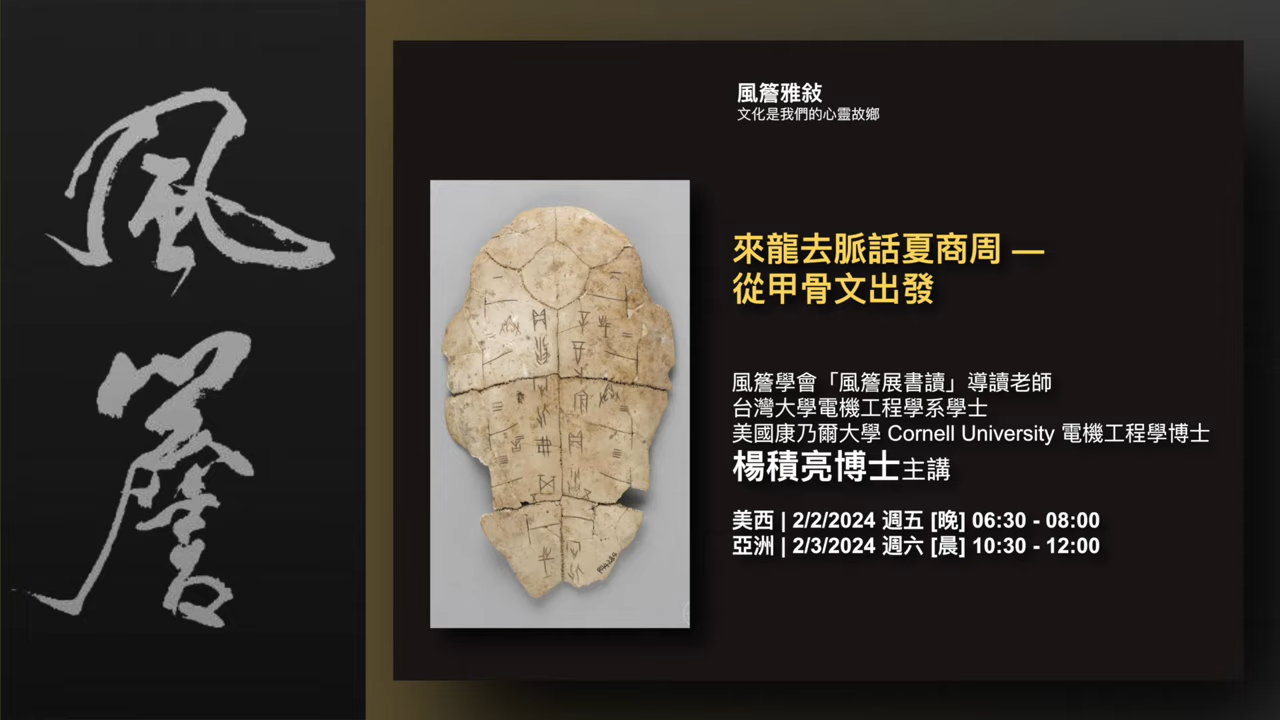 風簷
風簷雅敍
文化是我們的心靈故鄉
來龍去脈話夏商周 —
從甲骨文出發
風簷學會「風簷展書讀」導讀老師
台灣大學電機工程學系學士
美國康乃爾大學 Cornell University 電機工程學博士
楊積亮博士主講
美西 | 2/2/2024 週五 [晚] 06:30 - 08:00
亞洲 | 2/3/2024 週六 [晨] 10:30 - 12:00